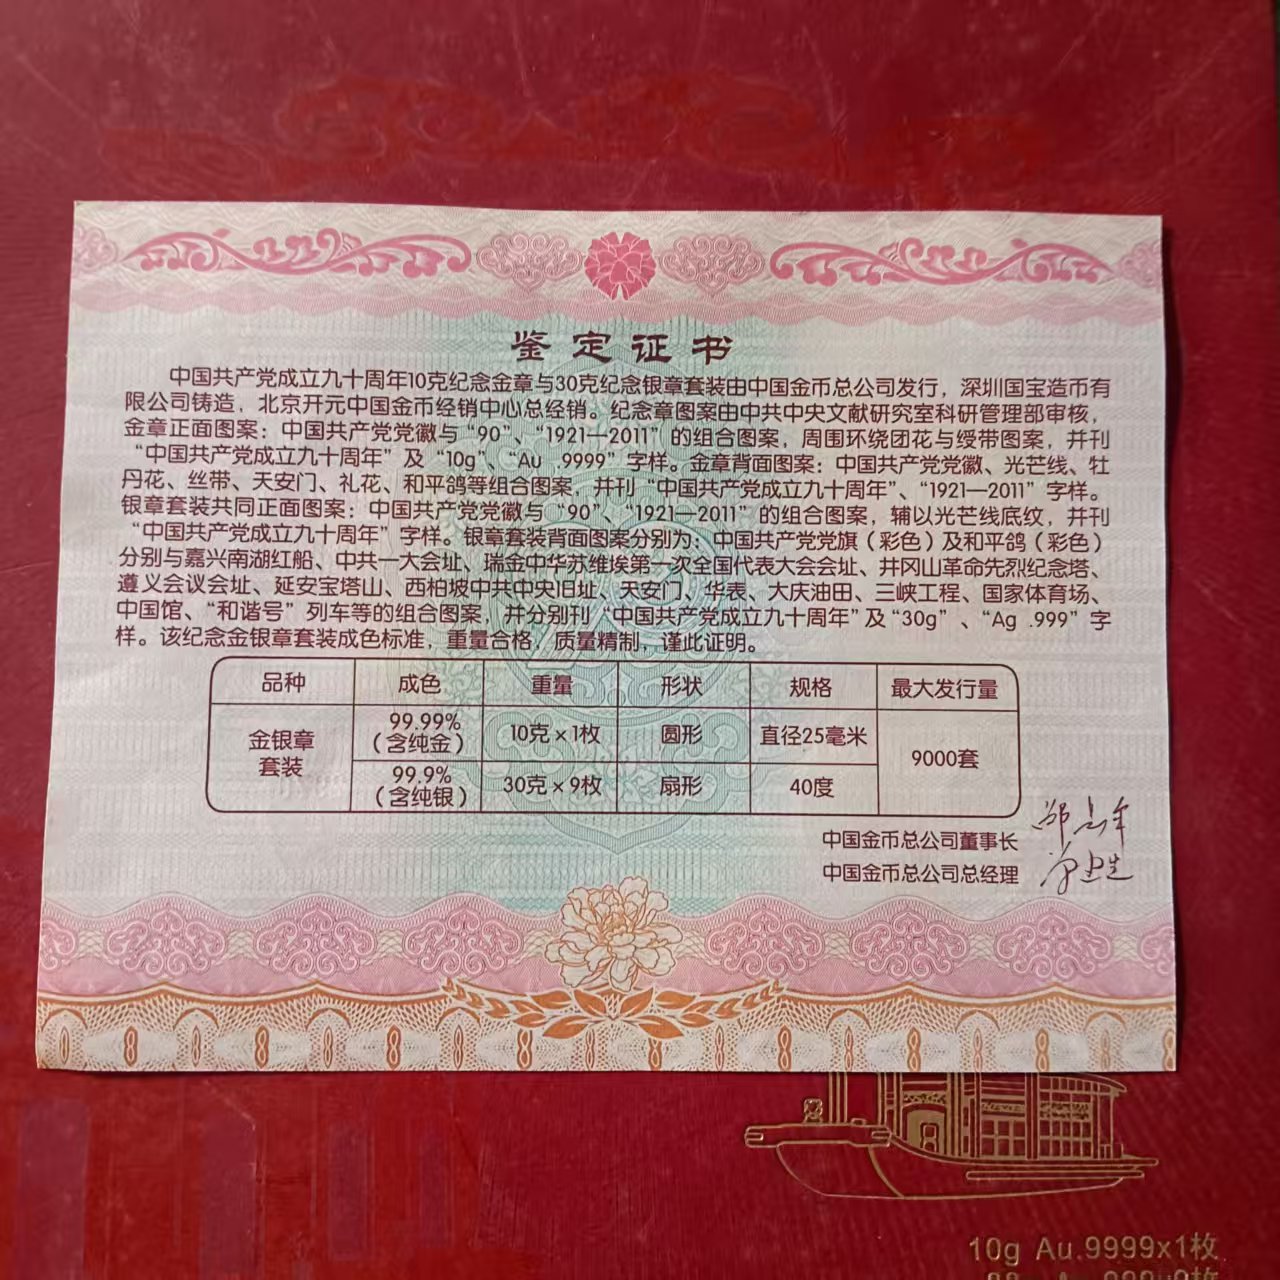 鉴定证书
中国共产党成立九十周年10克纪念金章与30克纪念银章套装由中国金币总公司发行，深圳国宝造币有
限公司铸造，北京开元中国金币经销中心总经销。纪念章图案由中共中央文献研究室科研管理部审核，
金章正面图案：中国共产党党徽与“90”、“1921—2011”的组合图案，周围环绕团花与绶带图案，并刊
“中国共产党成立九十周年”及“10g”、“Au .9999”字样。金章背面图案：中国共产党党徽、光芒线、牡
丹花、丝带、天安门、礼花、和平鸽等组合图案，并刊“中国共产党成立九十周年”、“1921—2011”字样。
银章套装共同正面图案：中国共产党党徽与“90”、“1921—2011”的组合图案，辅以光芒线底纹，并刊
“中国共产党成立九十周年”字样。银章套装背面图案分别为：中国共产党党旗（彩色）及和平鸽（彩色）
分别与嘉兴南湖红船、中共一大会址、瑞金中华苏维埃第一次全国代表大会会址、井冈山革命先烈纪念塔、
遵义会议会址、延安宝塔山、西柏坡中共中央旧址、天安门、华表、大庆油田、三峡工程、国家体育场、
中国馆、“和谐号”列车等的组合图案，并分别刊“中国共产党成立九十周年”及“30g”、“Ag .999”字
样。该纪念金银章套装成色标准，重量合格，质量精制，谨此证明。
品种 成色 重量 形状 规格 最大发行量
金银章套装 99.99%（含纯金） 10克×1枚 圆形 直径25毫米 9000套
99.9%（含纯银） 30克×9枚 扇形 40度
中国金币总公司董事长
中国金币总公司总经理
10g Au.9999x1枚